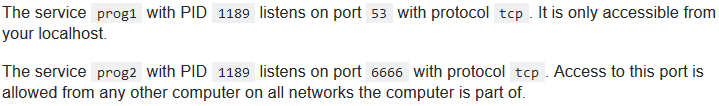 The service prog1 with PID 1189 listens on port 53 with protocol tcp . It is only accessible from
your localhost.
The service prog2 with PID 1189 listens on port 6666 with protocol tcp . Access to this port is
allowed from any other computer on all networks the computer is part of.